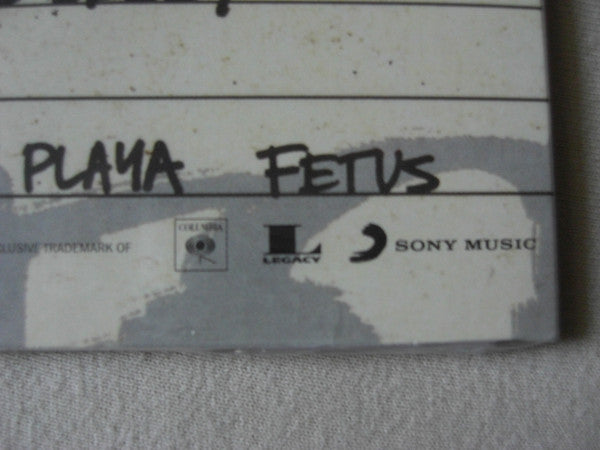 PLAYA FETUS
CLUSIVE TRADEMARK OF COLUMBIA LEGACY SONY MUSIC